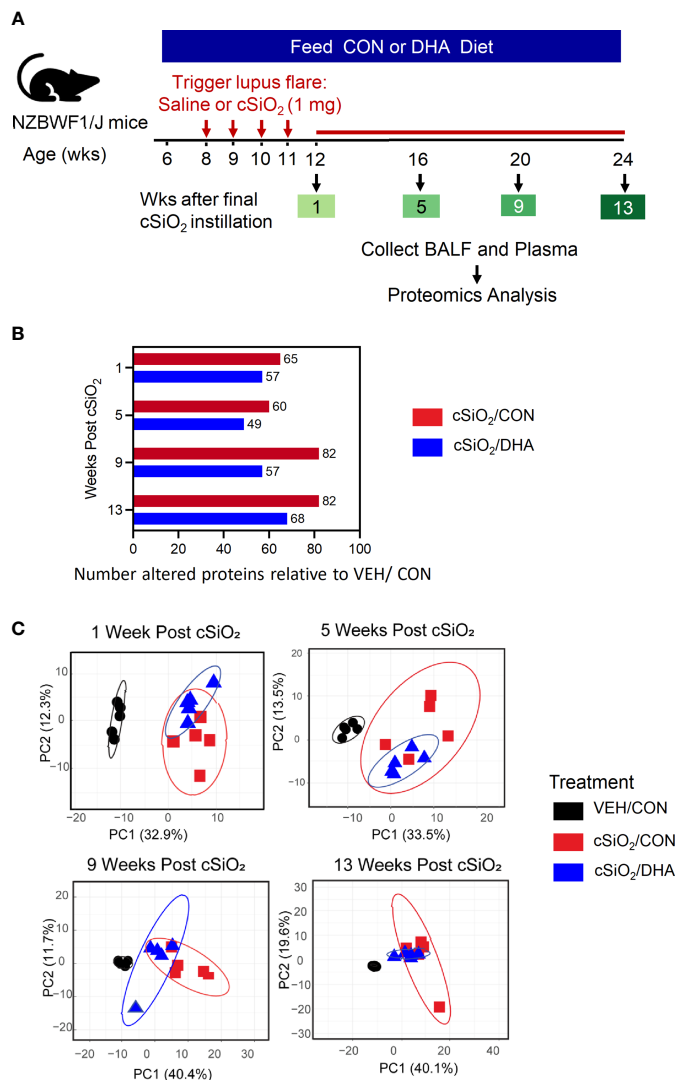 A
Feed CON or DHA Diet
Trigger lupus flare:
Saline or cSiO₂ (1 mg)
NZBWF1/J mice
Age (wks)
6 8 9 10 11 12 16 20 24
Wks after final
cSiO₂ instillation
1 5 9 13
Collect BALF and Plasma
Proteomics Analysis
B
Weeks Post cSiO₂
1
65
57
5
60
49
9
82
57
13
82
68
0 20 40 60 80 100
Number altered proteins relative to VEH/ CON
cSiO₂/CON
cSiO₂/DHA
C
1 Week Post cSiO₂
PC2 (12.3%)
10
0
−10
−20 −10 0 10 20
PC1 (32.9%)
5 Weeks Post cSiO₂
PC2 (13.5%)
20
10
0
−10
−10 0 10 20
PC1 (33.5%)
9 Weeks Post cSiO₂
PC2 (11.7%)
20
10
0
−10
−20
−20 −10 0 10 20 30
PC1 (40.4%)
13 Weeks Post cSiO₂
PC2 (19.6%)
30
20
10
0
−10
−20
−30
−20 0 20 40
PC1 (40.1%)
Treatment
VEH/CON
cSiO₂/CON
cSiO₂/DHA